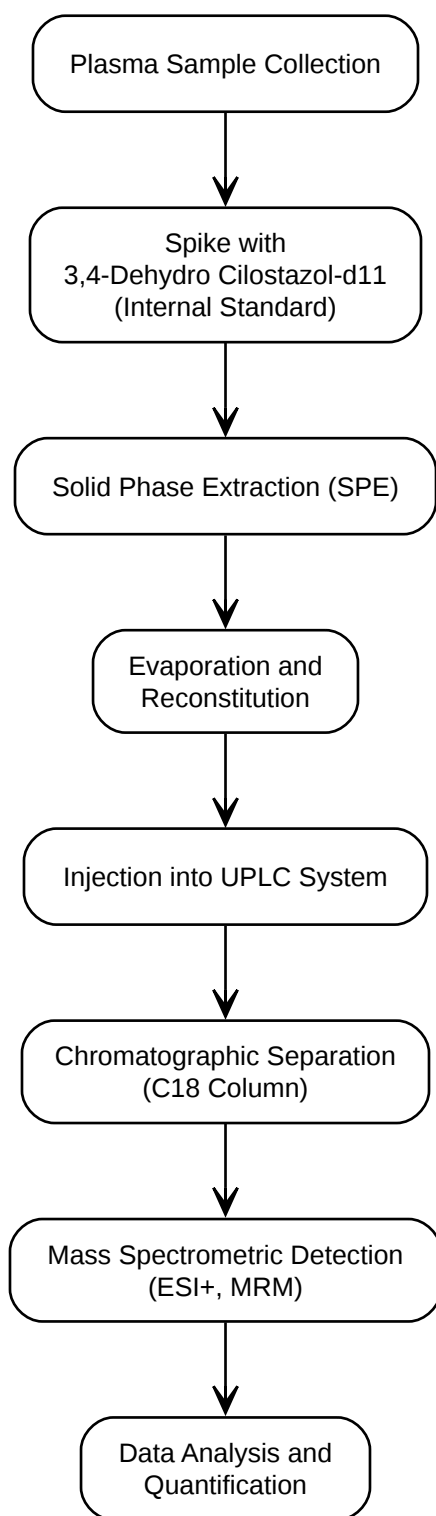 Plasma Sample Collection
Spike with
3,4-Dehydro Cilostazol-d11
(Internal Standard)
Solid Phase Extraction (SPE)
Evaporation and
Reconstitution
Injection into UPLC System
Chromatographic Separation
(C18 Column)
Mass Spectrometric Detection
(ESI+, MRM)
Data Analysis and
Quantification